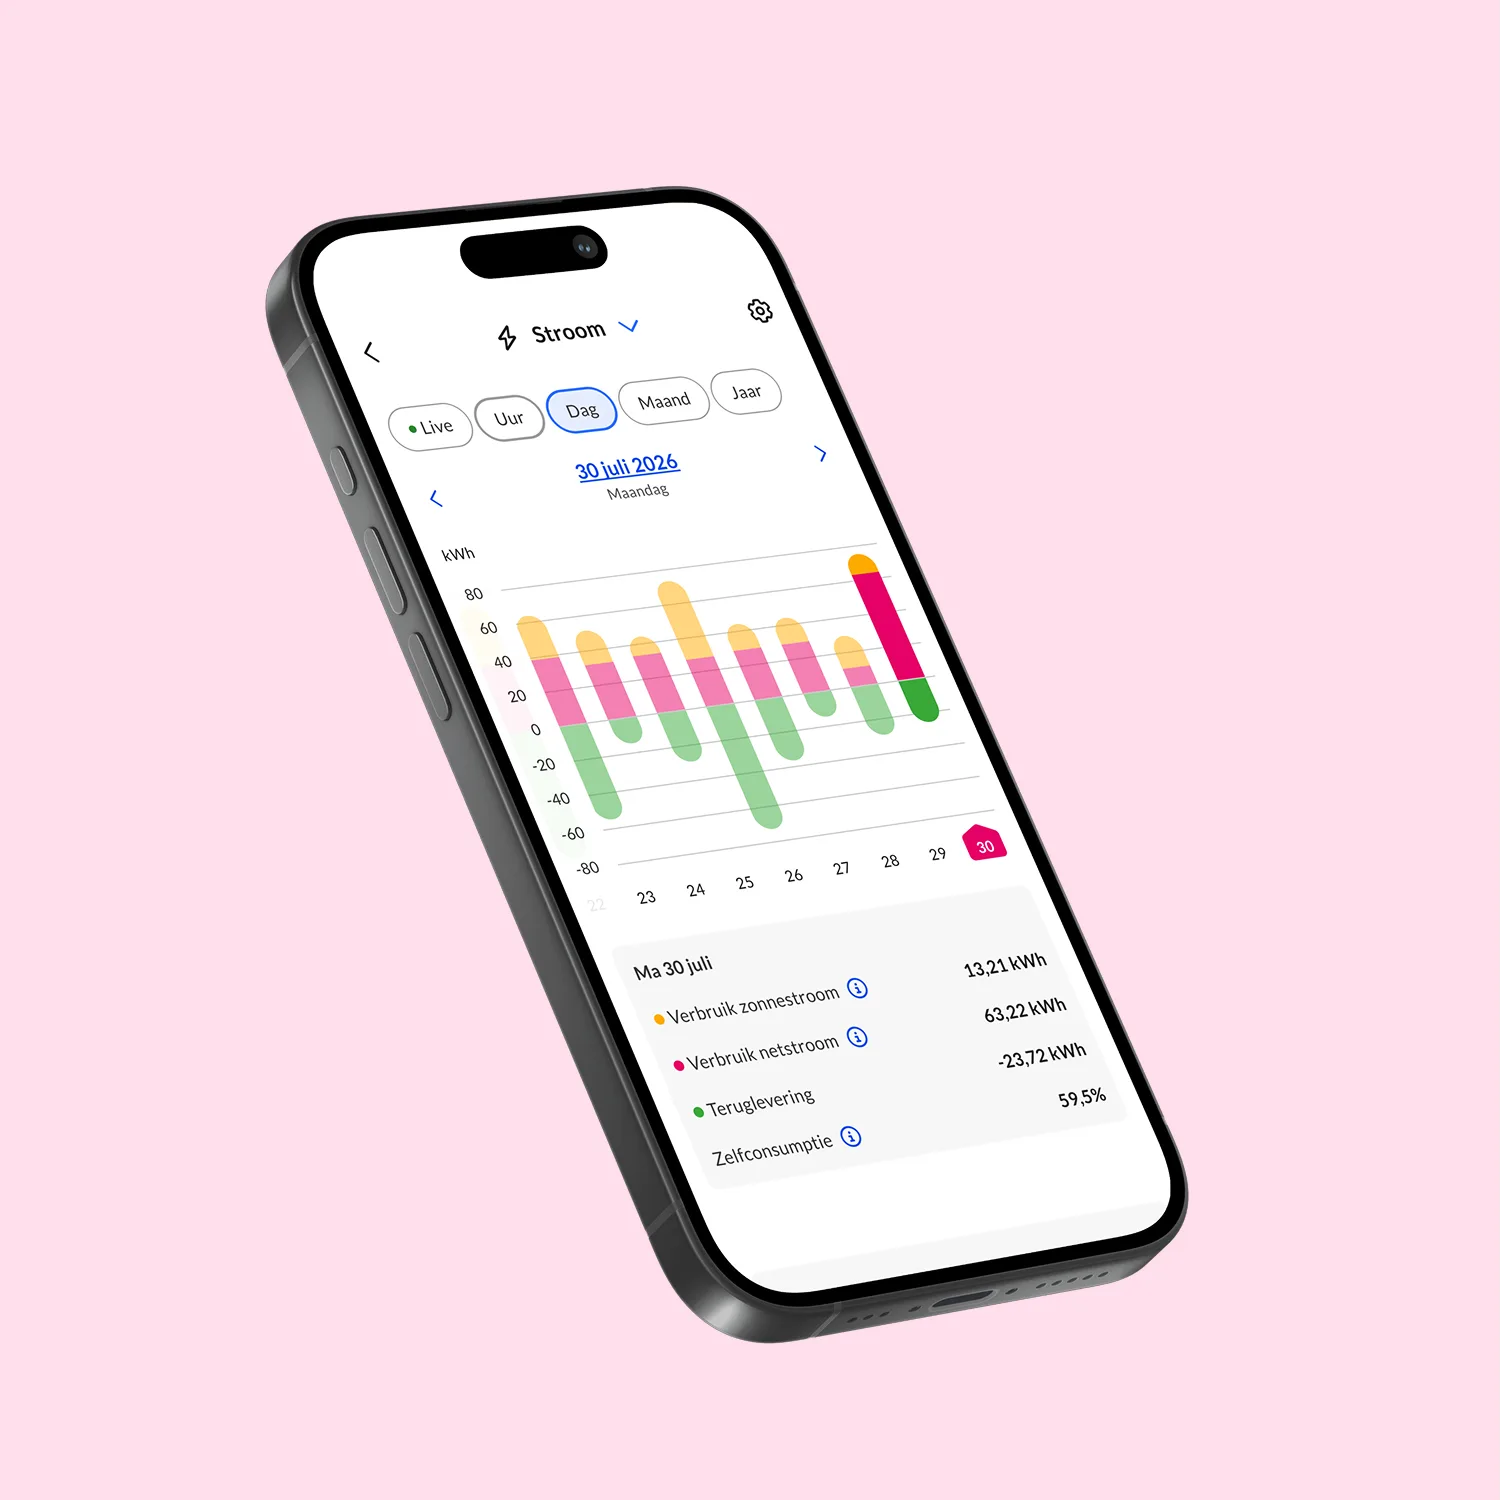 Stroom
Live Uur Dag Maand Jaar
30 juli 2026
Maandag
kWh
80
60
40
20
0
-20
-40
-60
-80
22 23 24 25 26 27 28 29 30
Ma 30 juli
Verbruik zonnestroom 13,21 kWh
Verbruik netstroom 63,22 kWh
Teruglevering -23,72 kWh
Zelfconsumptie 59,5%